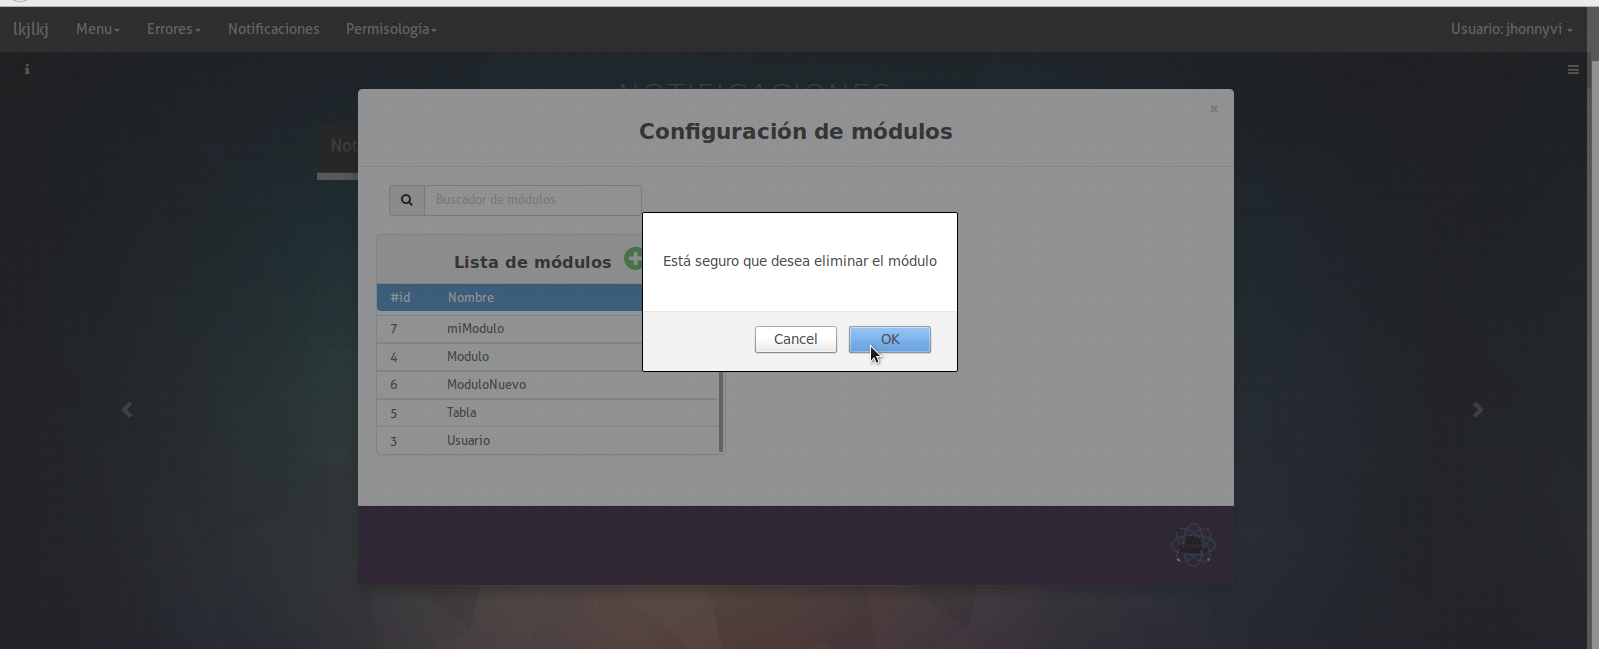 lkjlkj Menu Errores Notificaciones Permisología Usuario: jhonnyvi
NOTIFICACIONES
Configuración de módulos
Not
Buscador de módulos
Está seguro que desea eliminar el módulo
Lista de módulos
#id Nombre
7 miModulo
Cancel OK
4 Modulo
6 ModuloNuevo
5 Tabla
3 Usuario